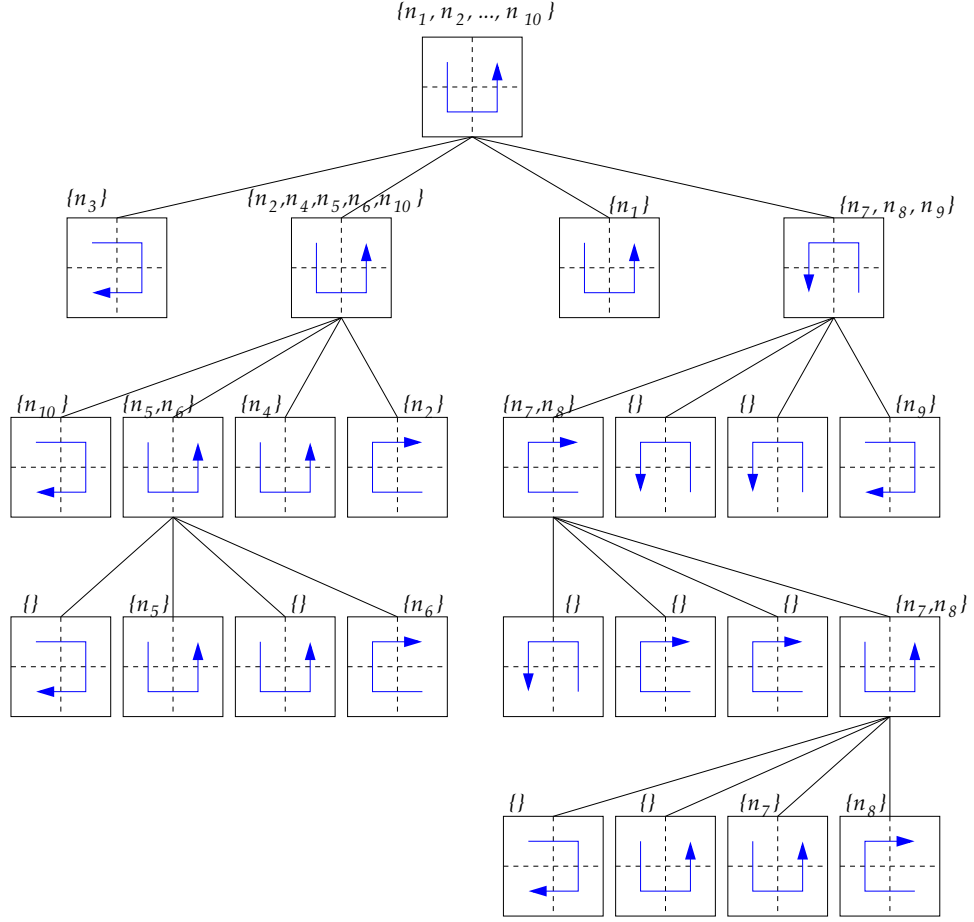 {n₁, n₂, ..., n₁₀}
{n₃} {n₂,n₄,n₅,n₆,n₁₀} {n₁} {n₇, n₈, n₉}
{n₁₀} {n₅,n₆} {n₄} {n₂} {n₇,n₈} {} {} {n₉}
{} {n₅} {} {n₆} {} {} {} {n₇,n₈}
{} {} {n₇} {n₈}